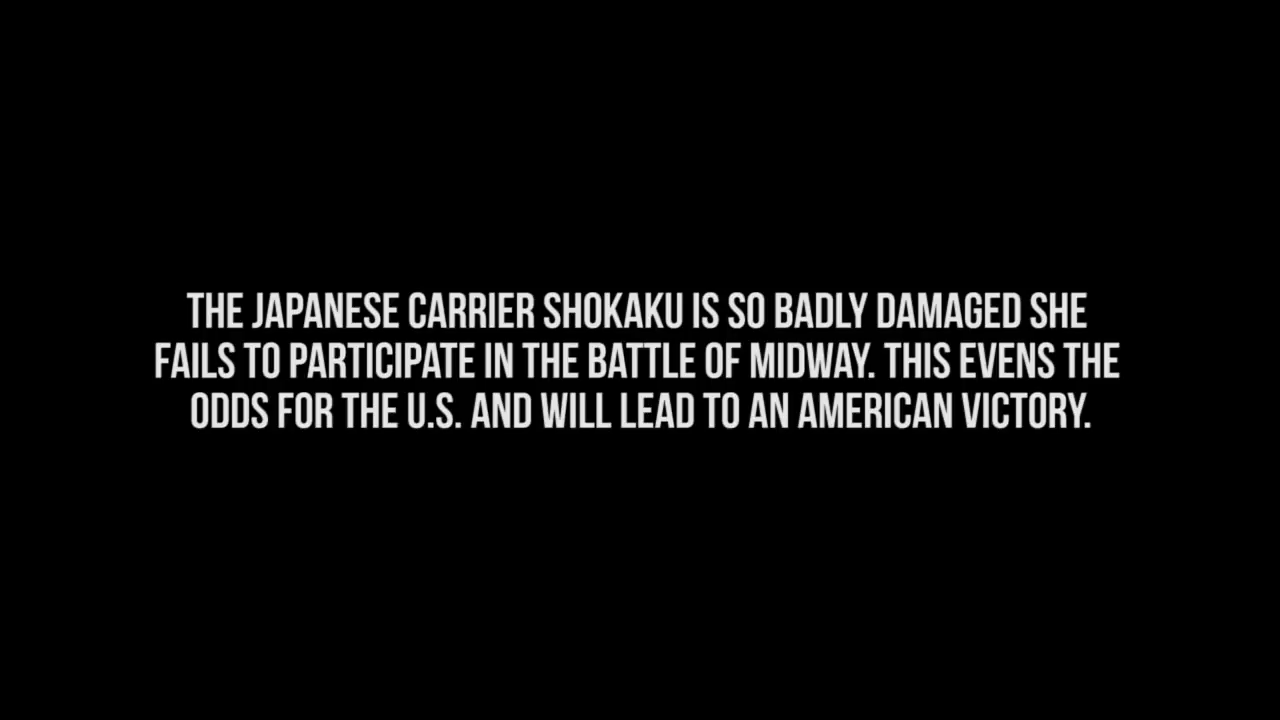 THE JAPANESE CARRIER SHOKAKU IS SO BADLY DAMAGED SHE
FAILS TO PARTICIPATE IN THE BATTLE OF MIDWAY. THIS EVENS THE
ODDS FOR THE U.S. AND WILL LEAD TO AN AMERICAN VICTORY.